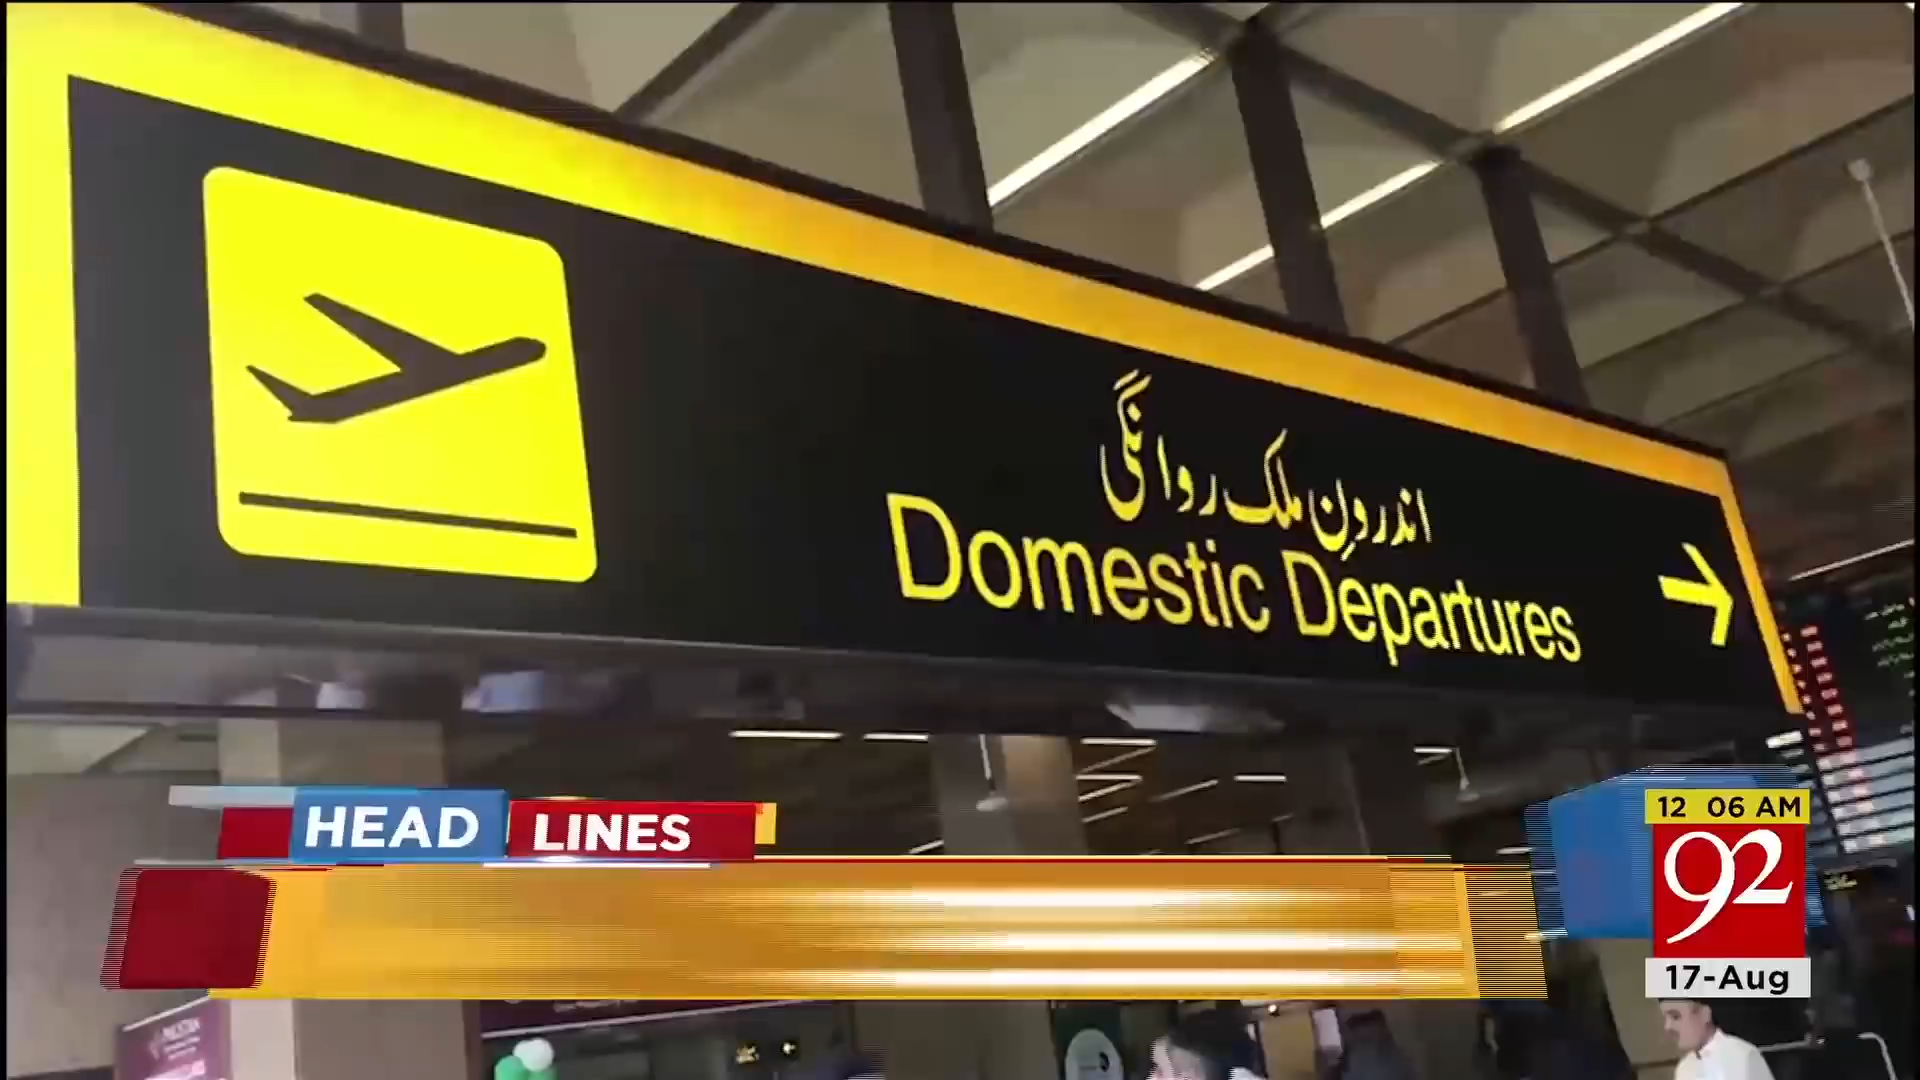 اندرونِ ملک روانگی
Domestic Departures
HEAD LINES
12 06 AM
92
17-Aug